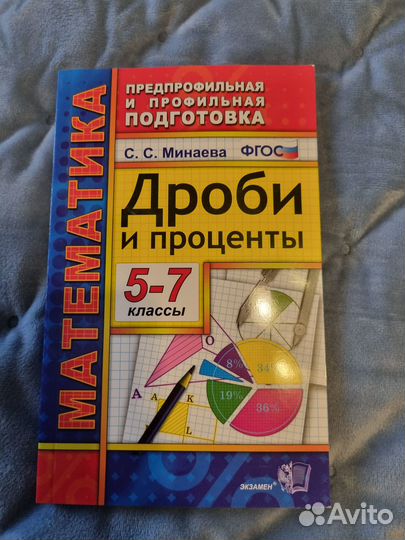 ПРЕДПРОФИЛЬНАЯ
И ПРОФИЛЬНАЯ
ПОДГОТОВКА
МАТЕМАТИКА
С. С. Минаева ФГОС
Дроби
и проценты
5-7
классы
O
8%
34%
19%
36%
A
A K
L
ЭКЗАМЕН
Avito